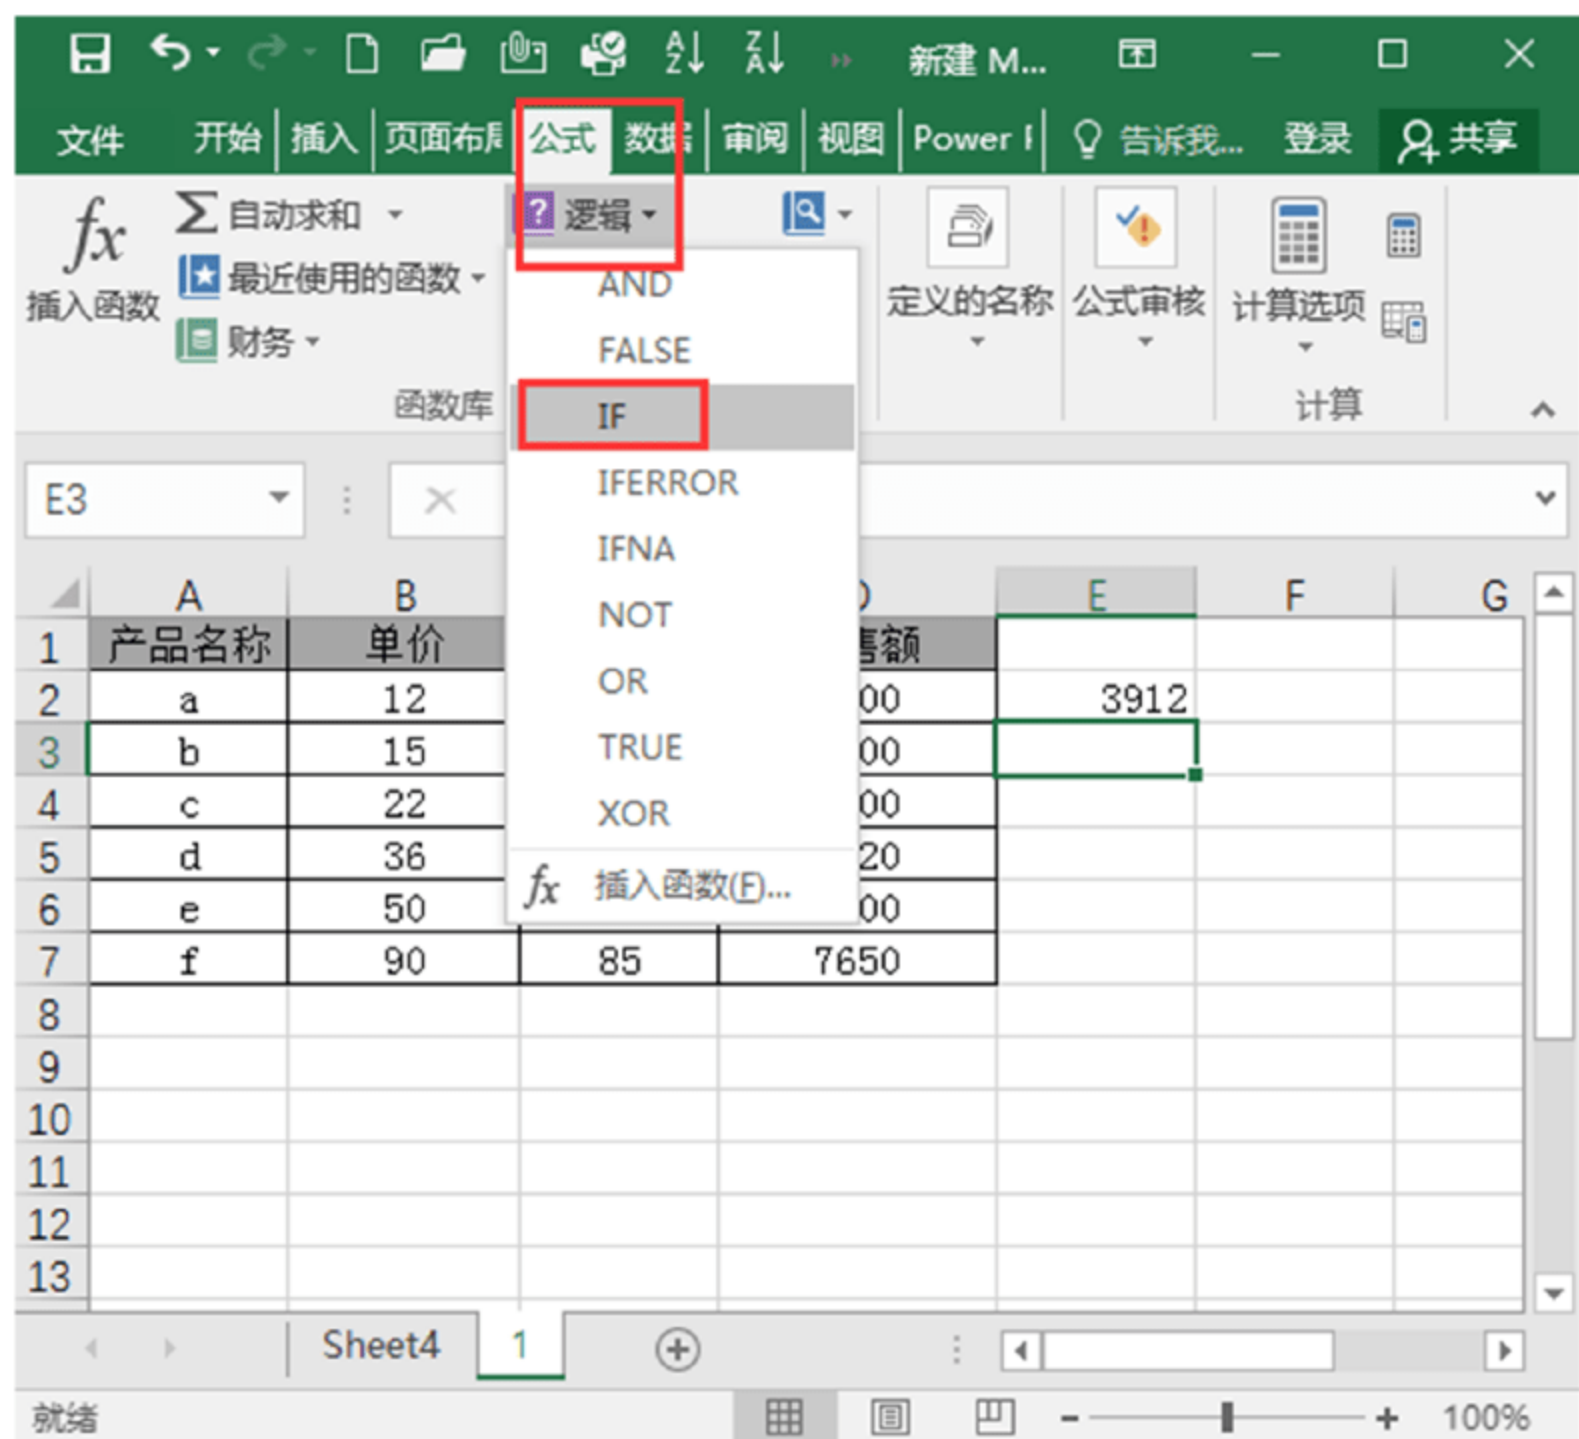 新建 M...
文件 开始 插入 页面布局 公式 数据 审阅 视图 Power 告诉我... 登录 共享
fx 插入函数
自动求和
最近使用的函数
财务
逻辑
定义的名称
公式审核
计算选项
函数库
计算
AND
FALSE
IF
IFERROR
IFNA
NOT
OR
TRUE
XOR
fx 插入函数(F)...
E3
A B E F G
1 产品名称 单价 售额
2 a 12 00 3912
3 b 15 00
4 c 22 00
5 d 36 20
6 e 50 00
7 f 90 85 7650
8
9
10
11
12
13
Sheet4 1
就绪 100%